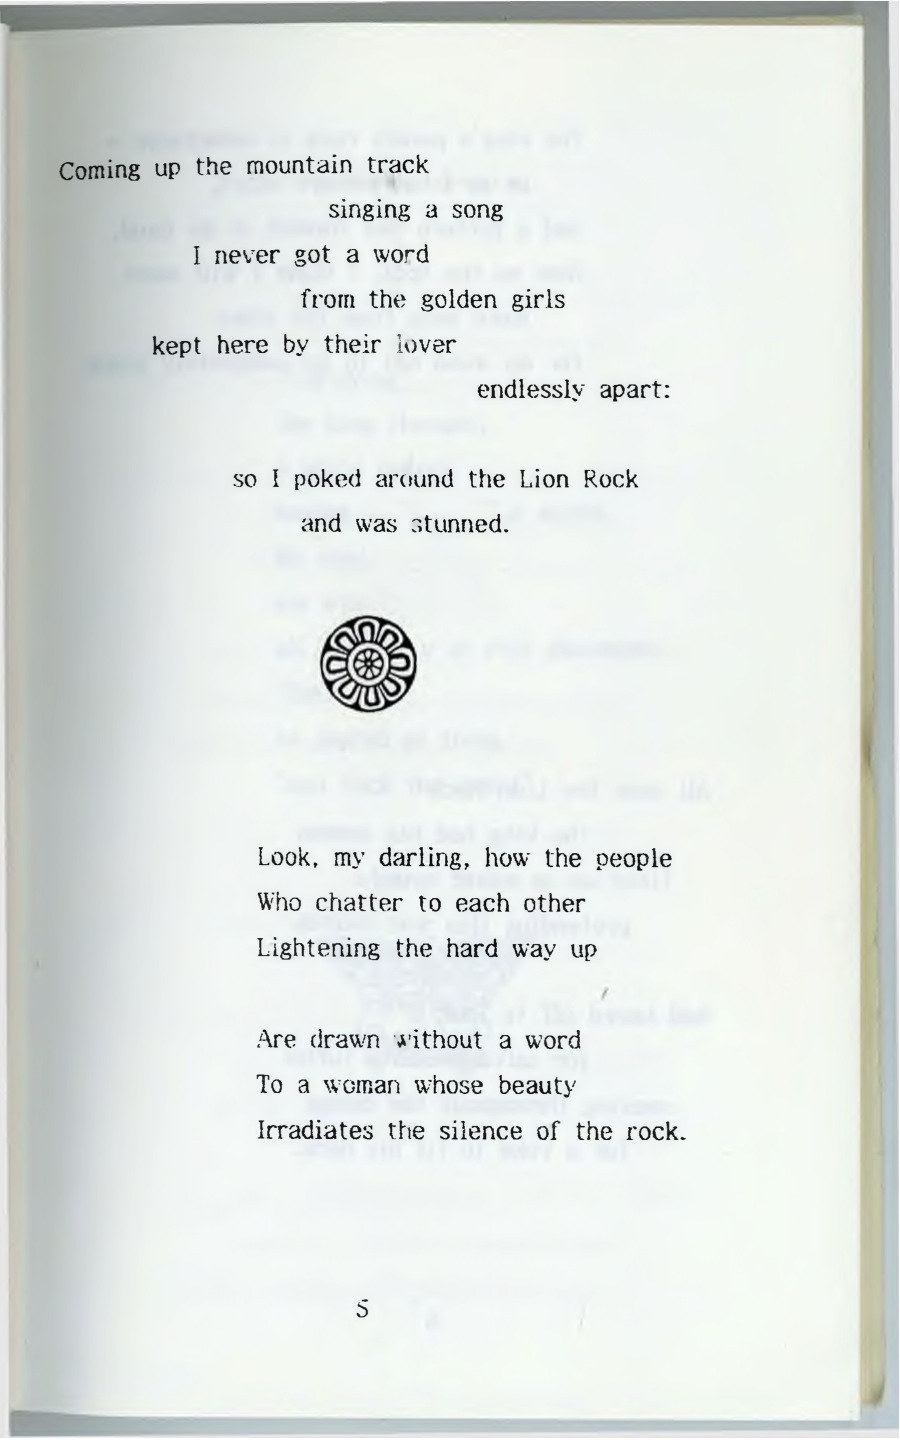 Coming up the mountain track
singing a song
I never got a word
from the golden girls
kept here by their lover
endlessly apart:
so I poked around the Lion Rock
and was stunned.
Look, my darling, how the people
Who chatter to each other
Lightening the hard way up
Are drawn without a word
To a woman whose beauty
Irradiates the silence of the rock.
5